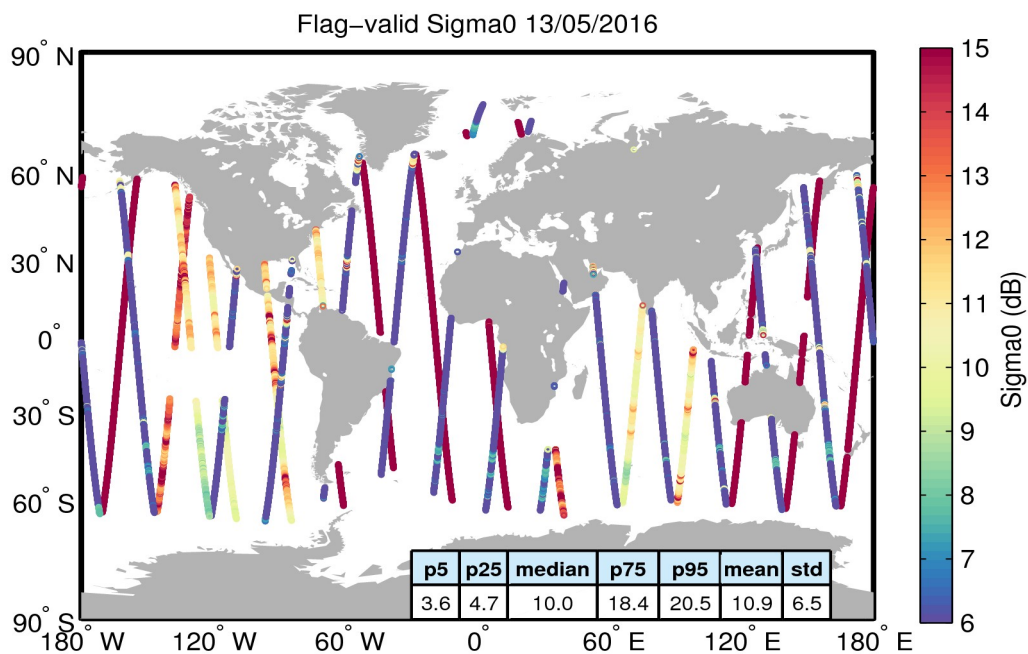 Flag−valid Sigma0 13/05/2016
90° N
60° N
30° N
0°
30° S
60° S
90° S
180° W
120° W
60° W
0°
60° E
120° E
180° E
15
14
13
12
11
10
9
8
7
6
Sigma0 (dB)
p5 p25 median p75 p95 mean std
3.6 4.7 10.0 18.4 20.5 10.9 6.5